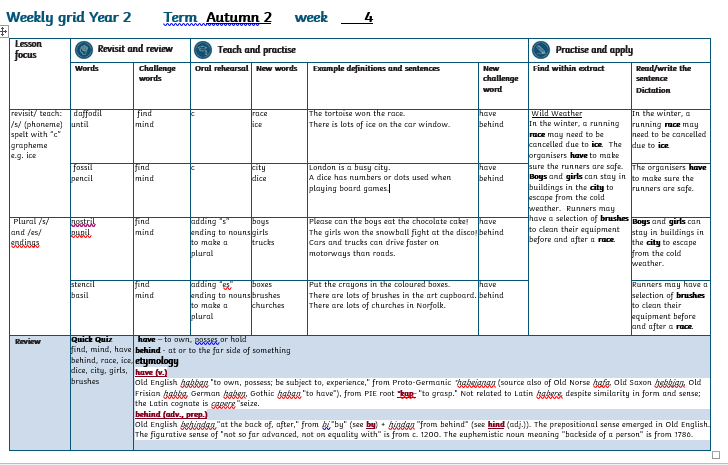 Weekly grid Year 2 Term Autumn 2 week 4
Lesson focus
Revisit and review
Teach and practise
Practise and apply
Words
Challenge words
Oral rehearsal
New words
Example definitions and sentences
New challenge word
Find within extract
Read/write the sentence
Dictation
revisit/ teach:
/s/ (phoneme)
spelt with "c"
grapheme
e.g. ice
daffodil
until
find
mind
c
race
ice
The tortoise won the race.
There is lots of ice on the car window.
have
behind
Wild Weather
In the winter, a running
race may need to be
cancelled due to ice. The
organisers have to make
sure the runners are safe.
Boys and girls can stay in
buildings in the city to
escape from the cold
weather. Runners may
have a selection of brushes
to clean their equipment
before and after a race.
In the winter, a
running race may
need to be cancelled
due to ice.
fossil
pencil
find
mind
c
city
dice
London is a busy city.
A dice has numbers or dots used when
playing board games.
have
behind
The organisers have
to make sure the
runners are safe.
Plural /s/
and /es/
endings
nostril
pupil
find
mind
adding "s"
ending to nouns
to make a
plural
boys
girls
trucks
Please can the boys eat the chocolate cake!
The girls won the snowball fight at the disco!
Cars and trucks can drive faster on
motorways than roads.
have
behind
Boys and girls can
stay in buildings in
the city to escape
from the cold
weather.
stencil
basil
find
mind
adding "es"
ending to nouns
to make a
plural
boxes
brushes
churches
Put the crayons in the coloured boxes.
There are lots of brushes in the art cupboard.
There are lots of churches in Norfolk.
have
behind
Runners may have a
selection of brushes
to clean their
equipment before
and after a race.
Review
Quick Quiz
find, mind, have
behind, race, ice,
dice, city, girls,
brushes
have – to own, posses or hold
behind - at or to the far side of something
etymology
have (v.)
Old English habban "to own, possess; be subject to, experience," from Proto-Germanic *habejanan (source also of Old Norse hafa, Old Saxon hebbian, Old
Frisian habba, German haben, Gothic haban "to have"), from PIE root *kap- "to grasp." Not related to Latin habere, despite similarity in form and sense;
the Latin cognate is capere "seize.
behind (adv., prep.)
Old English behindan "at the back of, after," from bi "by" (see by) + hindan "from behind" (see hind (adj.)). The prepositional sense emerged in Old English.
The figurative sense of "not so far advanced, not on equality with" is from c. 1200. The euphemistic noun meaning "backside of a person" is from 1786.